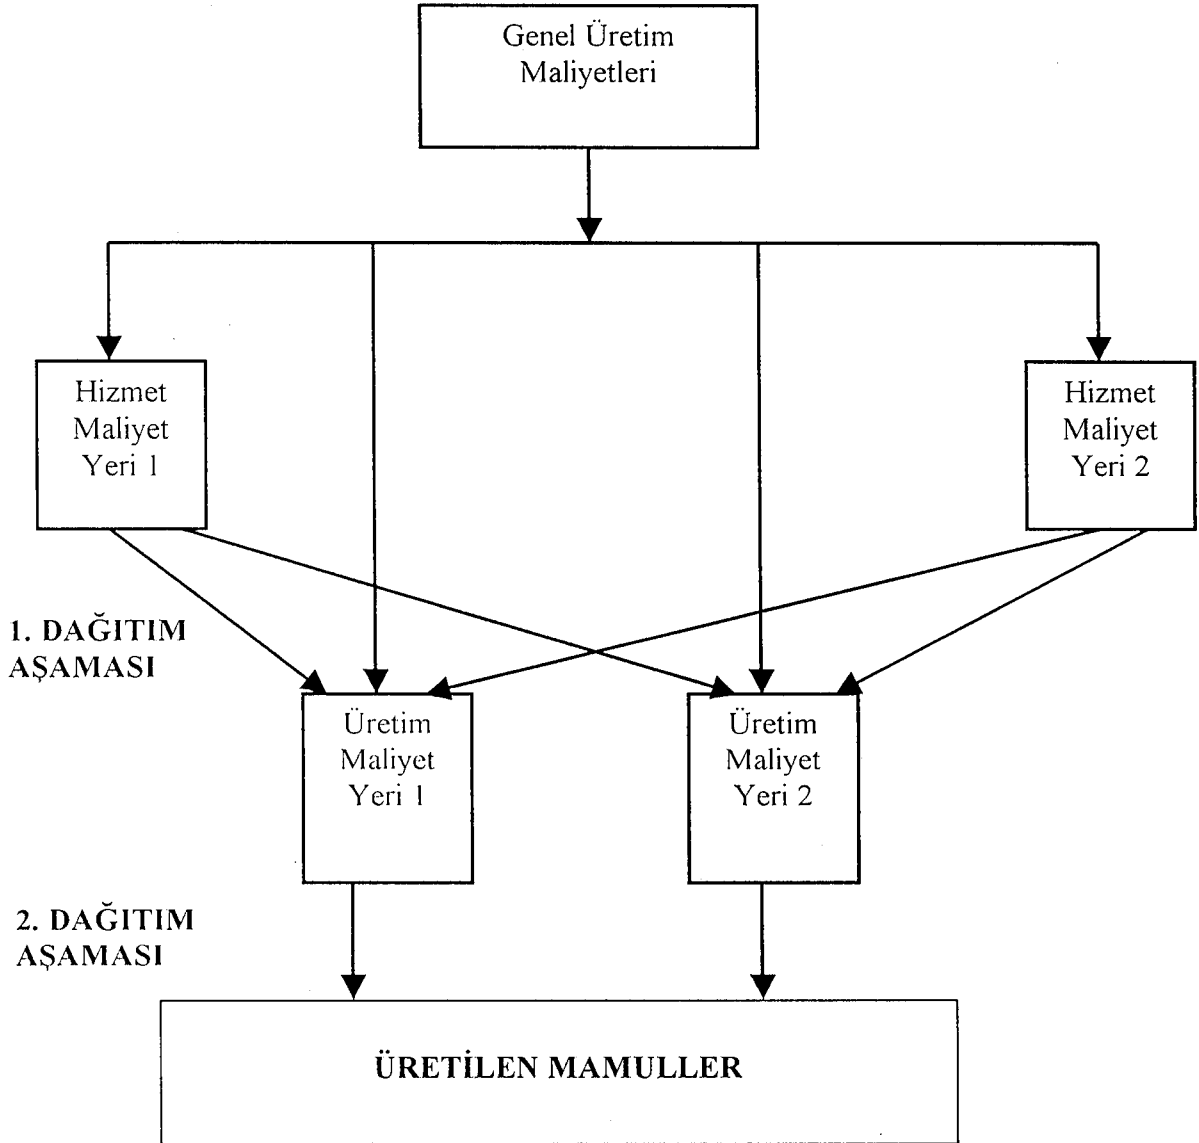 Genel Üretim
Maliyetleri
Hizmet
Maliyet
Yeri 1
Hizmet
Maliyet
Yeri 2
1. DAĞITIM
AŞAMASI
Üretim
Maliyet
Yeri 1
Üretim
Maliyet
Yeri 2
2. DAĞITIM
AŞAMASI
ÜRETİLEN MAMULLER